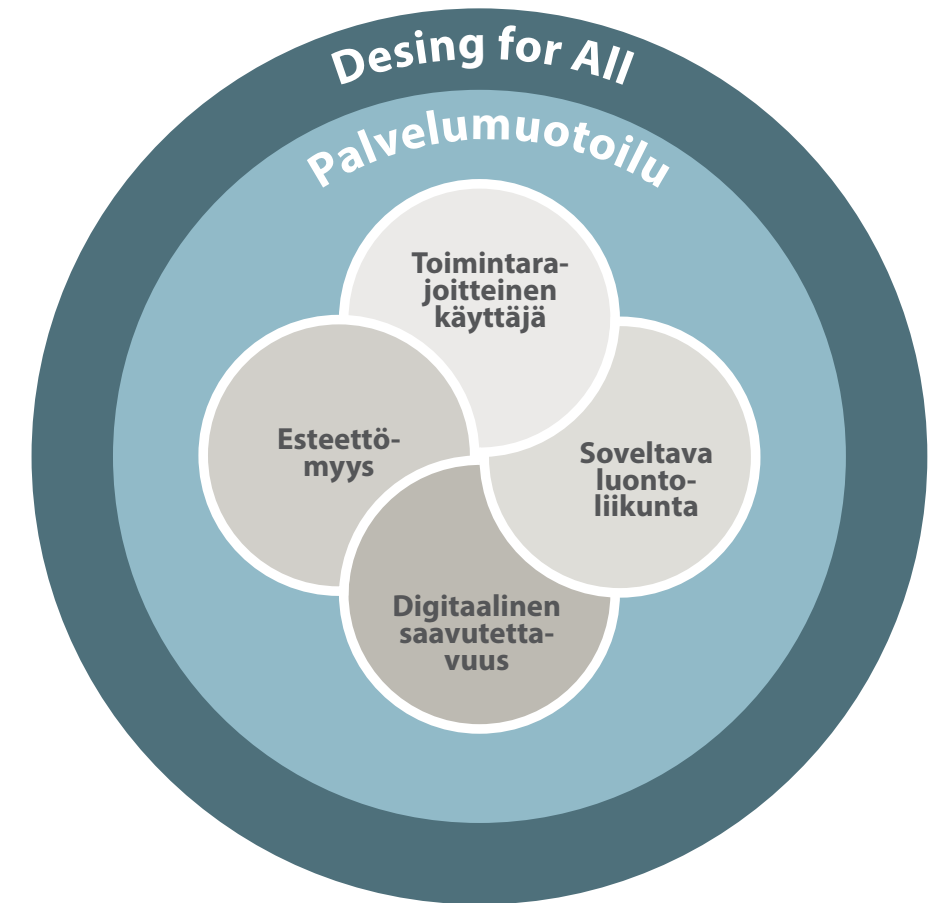 Desing for All
Palvelumuotoilu
Toimintara-
joitteinen
käyttäjä
Esteettö-
myys
Soveltava
luonto-
liikunta
Digitaalinen
saavutetta-
vuus